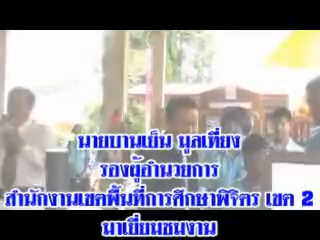 นายบานเย็น มูลเที่ยง
รองผู้อำนวยการ
สำนักงานเขตพื้นที่การศึกษาพิจิตร เขต 2
มาเยี่ยมชมงาน